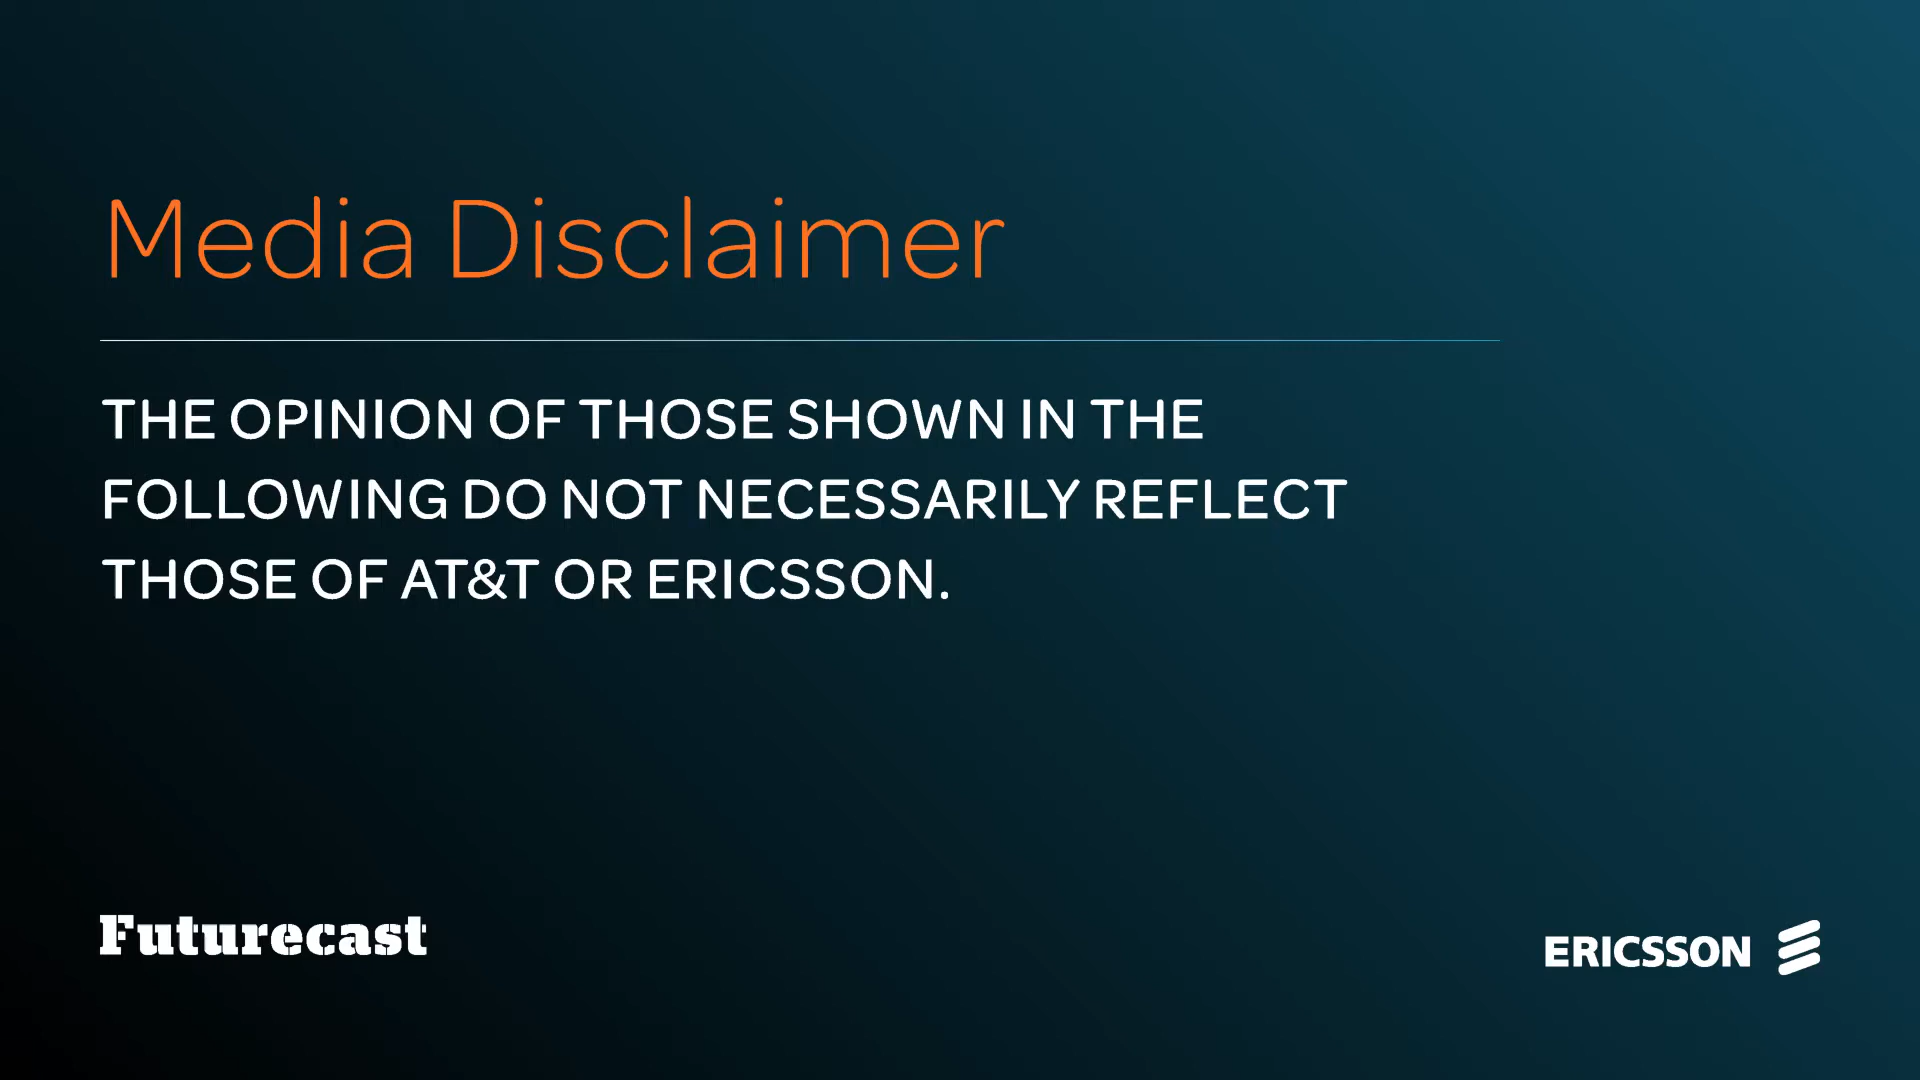 Media Disclaimer
THE OPINION OF THOSE SHOWN IN THE
FOLLOWING DO NOT NECESSARILY REFLECT
THOSE OF AT&T OR ERICSSON.
Futurecast
ERICSSON